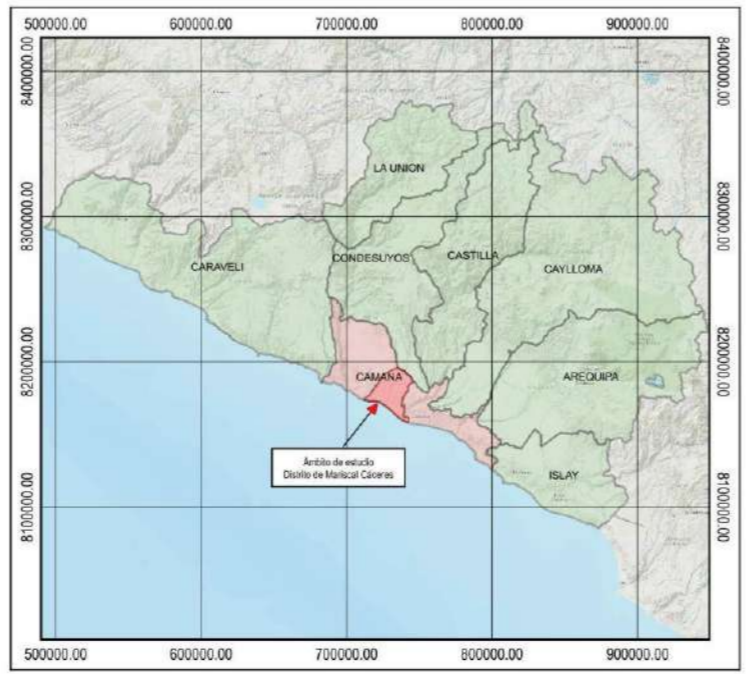 500000.00 600000.00 700000.00 800000.00 900000.00
8400000.00
8400000.00
LA UNION
8300000.00
8300000.00
CARAVELI
CONDESUYOS
CASTILLA
CAYLLOMA
8200000.00
8200000.00
CAMANA
AREQUIPA
Ámbito de estudio
Distrito de Mariscal Cáceres
ISLAY
8100000.00
8100000.00
500000.00 600000.00 700000.00 800000.00 900000.00